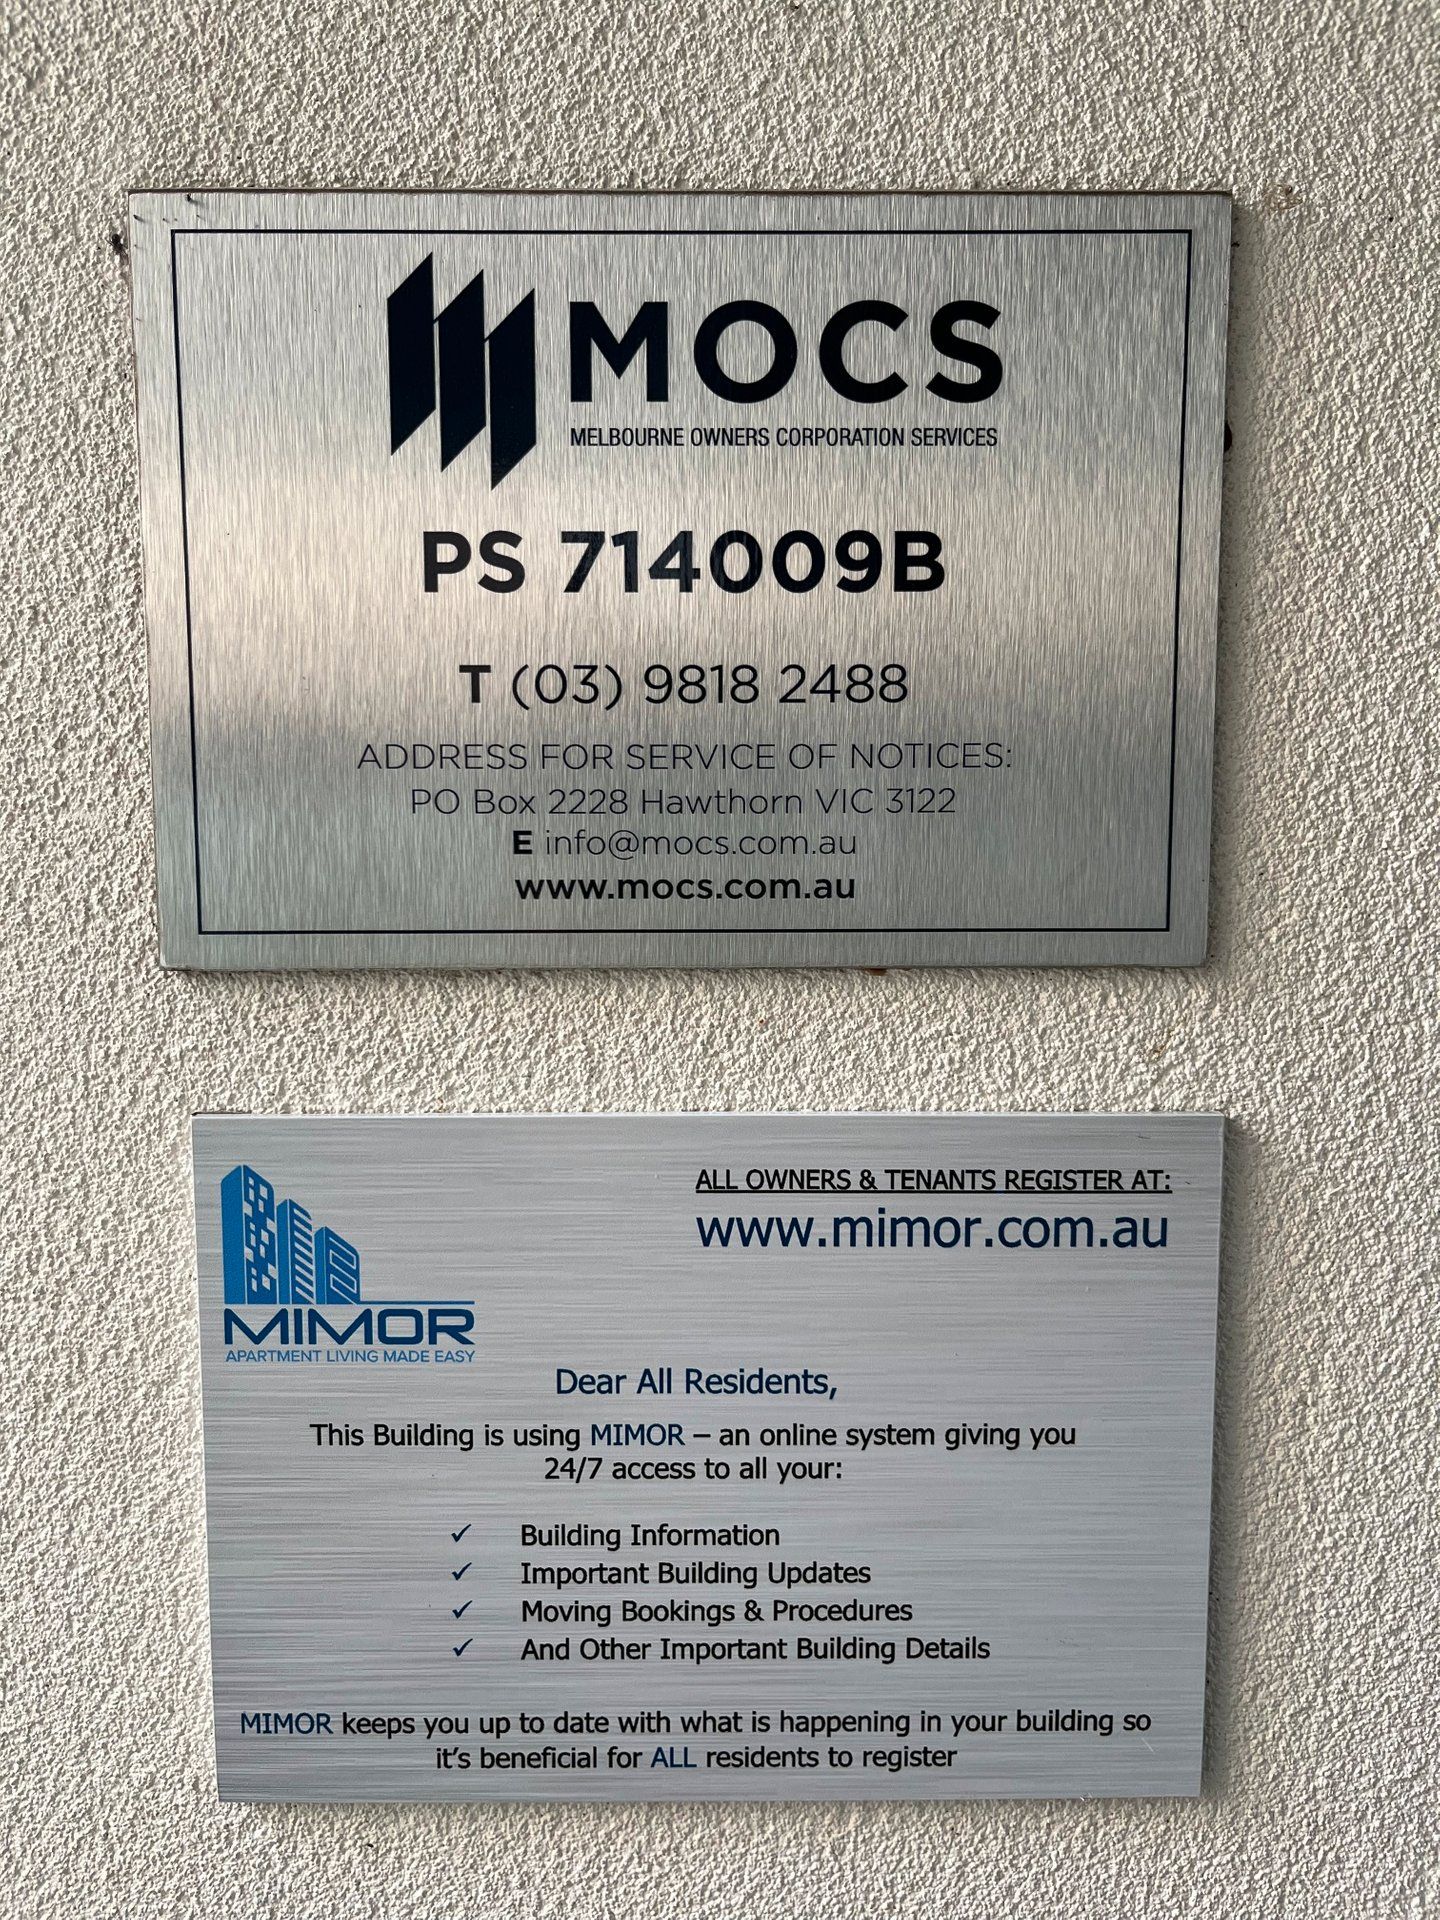 MOCS
MELBOURNE OWNERS CORPORATION SERVICES
PS 714009B
T (03) 9818 2488
ADDRESS FOR SERVICE OF NOTICES:
PO Box 2228 Hawthorn VIC 3122
E info@mocs.com.au
www.mocs.com.au
ALL OWNERS & TENANTS REGISTER AT:
www.mimor.com.au
MIMOR
APARTMENT LIVING MADE EASY
Dear All Residents,
This Building is using MIMOR – an online system giving you
24/7 access to all your:
✓ Building Information
✓ Important Building Updates
✓ Moving Bookings & Procedures
✓ And Other Important Building Details
MIMOR keeps you up to date with what is happening in your building so
it's beneficial for ALL residents to register